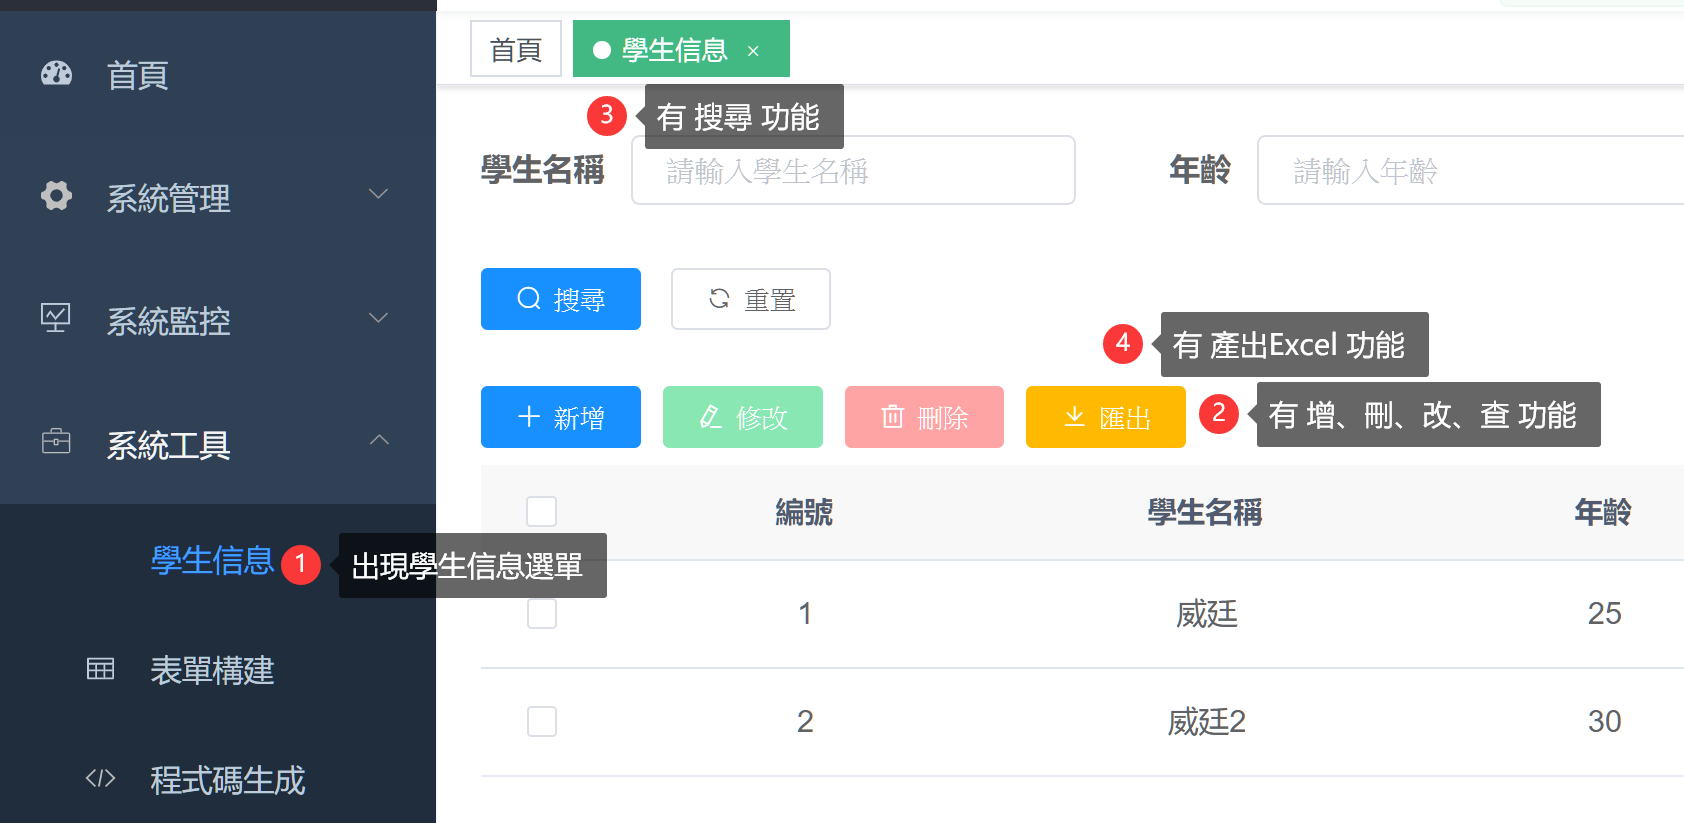 首頁
系統管理
系統監控
系統工具
學生信息
1 出現學生信息選單
表單構建
程式碼生成
首頁 學生信息 ×
3 有 搜尋 功能
學生名稱 請輸入學生名稱 年齡 請輸入年齡
搜尋 重置
4 有 產出Excel 功能
新增 修改 刪除 匯出 2 有 增、刪、改、查 功能
編號 學生名稱 年齡
1 威廷 25
2 威廷2 30